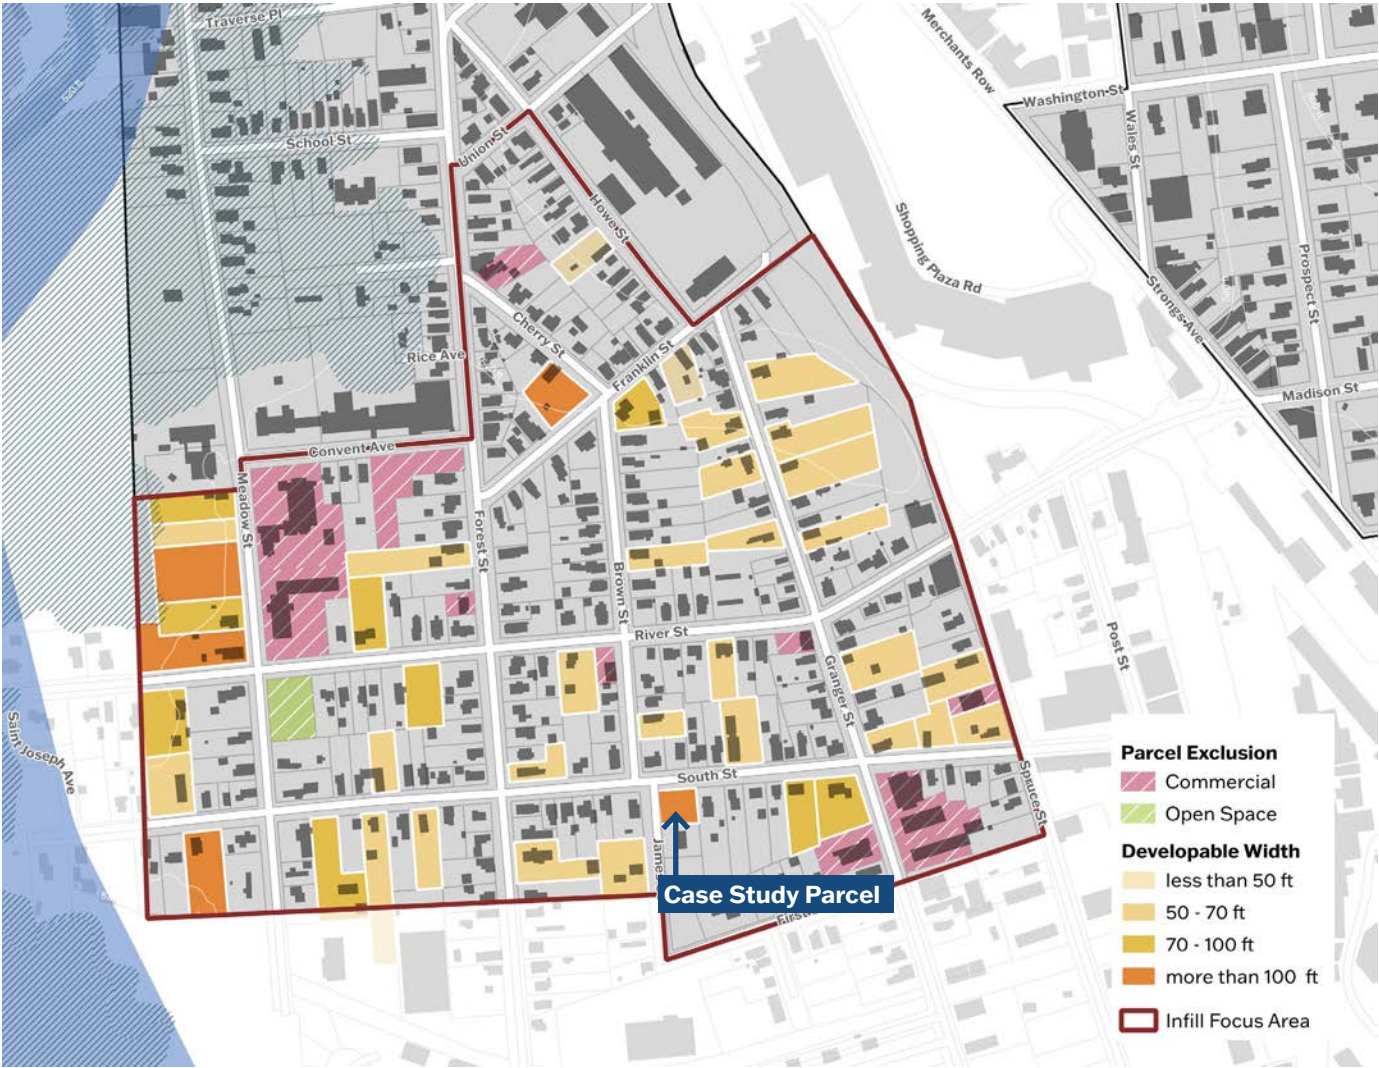 Traverse Pl
Merchants Row
Washington St
Wales St
School St
Union St
Howe St
Shopping Plaza Rd
Prospect St
Strongs Ave
Cherry St
Rice Ave
Franklin St
Madison St
Convent Ave
Meadow St
Forest St
Brown St
River St
Post St
Granger St
Saint Joseph Ave
South St
Spruce St
James
Case Study Parcel
First
Parcel Exclusion
Commercial
Open Space
Developable Width
less than 50 ft
50 - 70 ft
70 - 100 ft
more than 100 ft
Infill Focus Area